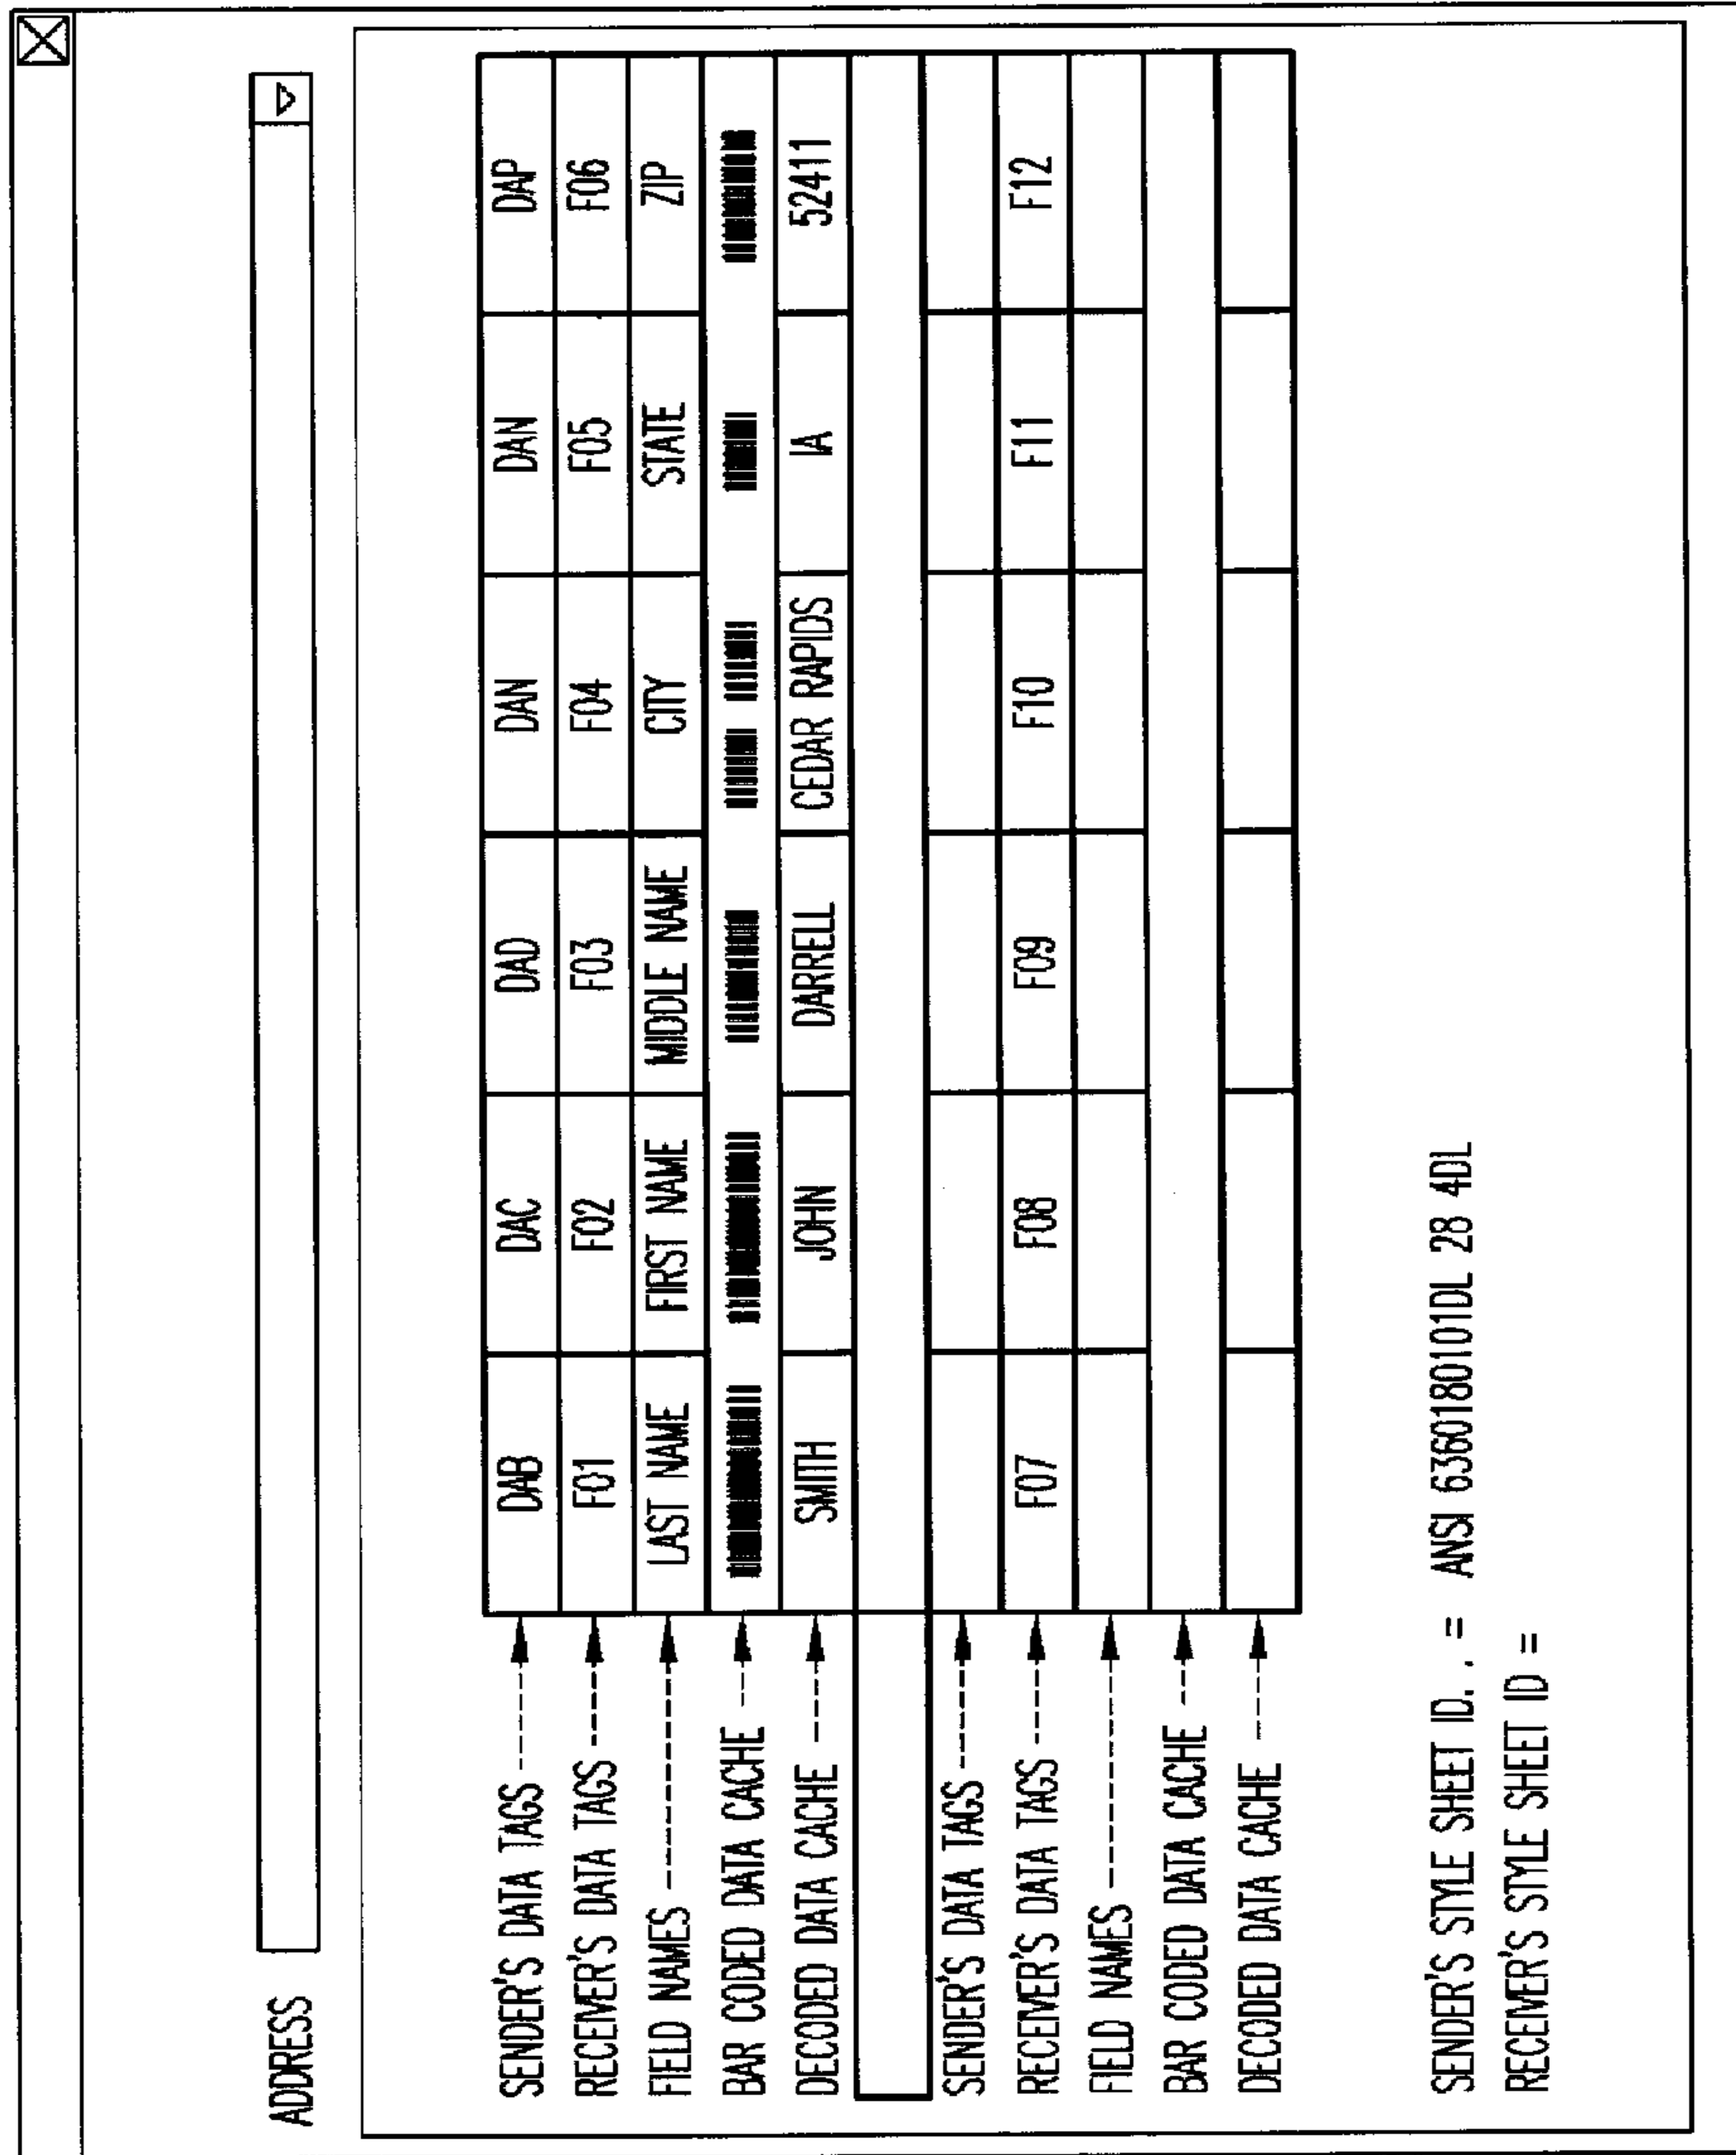 ADDRESS
SENDER'S DATA TAGS DAB DAC DAD DAN DAN DAP
RECEIVER'S DATA TAGS F01 F02 F03 F04 F05 F06
FIELD NAMES LAST NAME FIRST NAME MIDDLE NAME CITY STATE ZIP
BAR CODED DATA CACHE
DECODED DATA CACHE SMITH JOHN DARRELL CEDAR RAPIDS IA 52411
SENDER'S DATA TAGS
RECEIVER'S DATA TAGS F07 F08 F09 F10 F11 F12
FIELD NAMES
BAR CODED DATA CACHE
DECODED DATA CACHE
SENDER'S STYLE SHEET ID. . = ANSI 6360180101DL 28 4DL
RECEIVER'S STYLE SHEET ID =